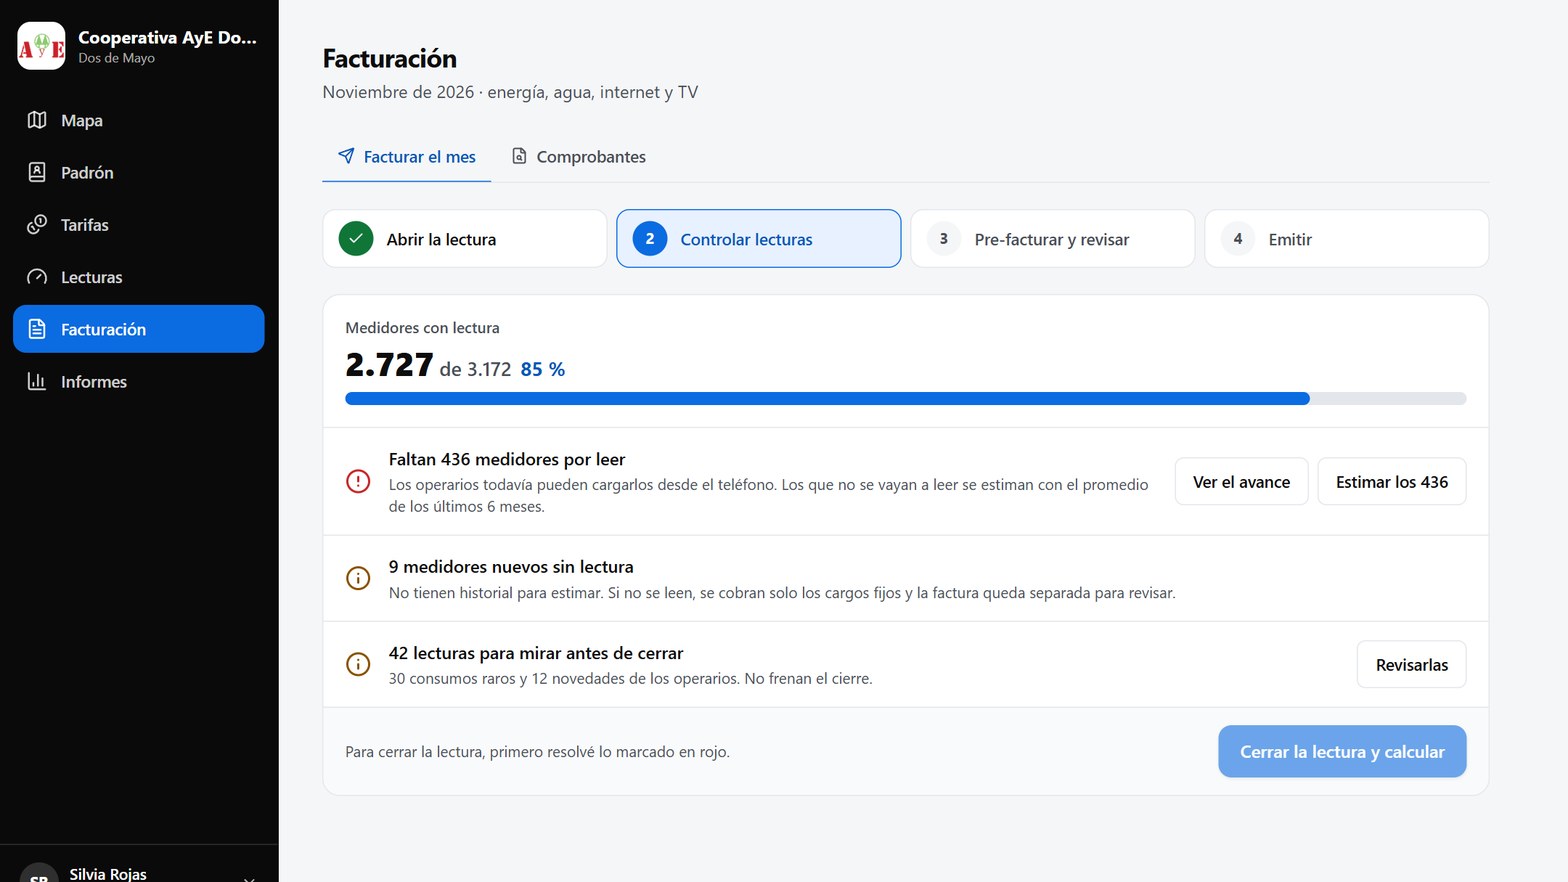 AyE
Cooperativa AyE Do...
Dos de Mayo
Mapa
Padrón
Tarifas
Lecturas
Facturación
Informes
SR
Silvia Rojas
Facturación
Noviembre de 2026 · energía, agua, internet y TV
Facturar el mes
Comprobantes
Abrir la lectura
2 Controlar lecturas
3 Pre-facturar y revisar
4 Emitir
Medidores con lectura
2.727 de 3.172 85 %
Faltan 436 medidores por leer
Los operarios todavía pueden cargarlos desde el teléfono. Los que no se vayan a leer se estiman con el promedio
de los últimos 6 meses.
Ver el avance
Estimar los 436
9 medidores nuevos sin lectura
No tienen historial para estimar. Si no se leen, se cobran solo los cargos fijos y la factura queda separada para revisar.
42 lecturas para mirar antes de cerrar
30 consumos raros y 12 novedades de los operarios. No frenan el cierre.
Revisarlas
Para cerrar la lectura, primero resolvé lo marcado en rojo.
Cerrar la lectura y calcular